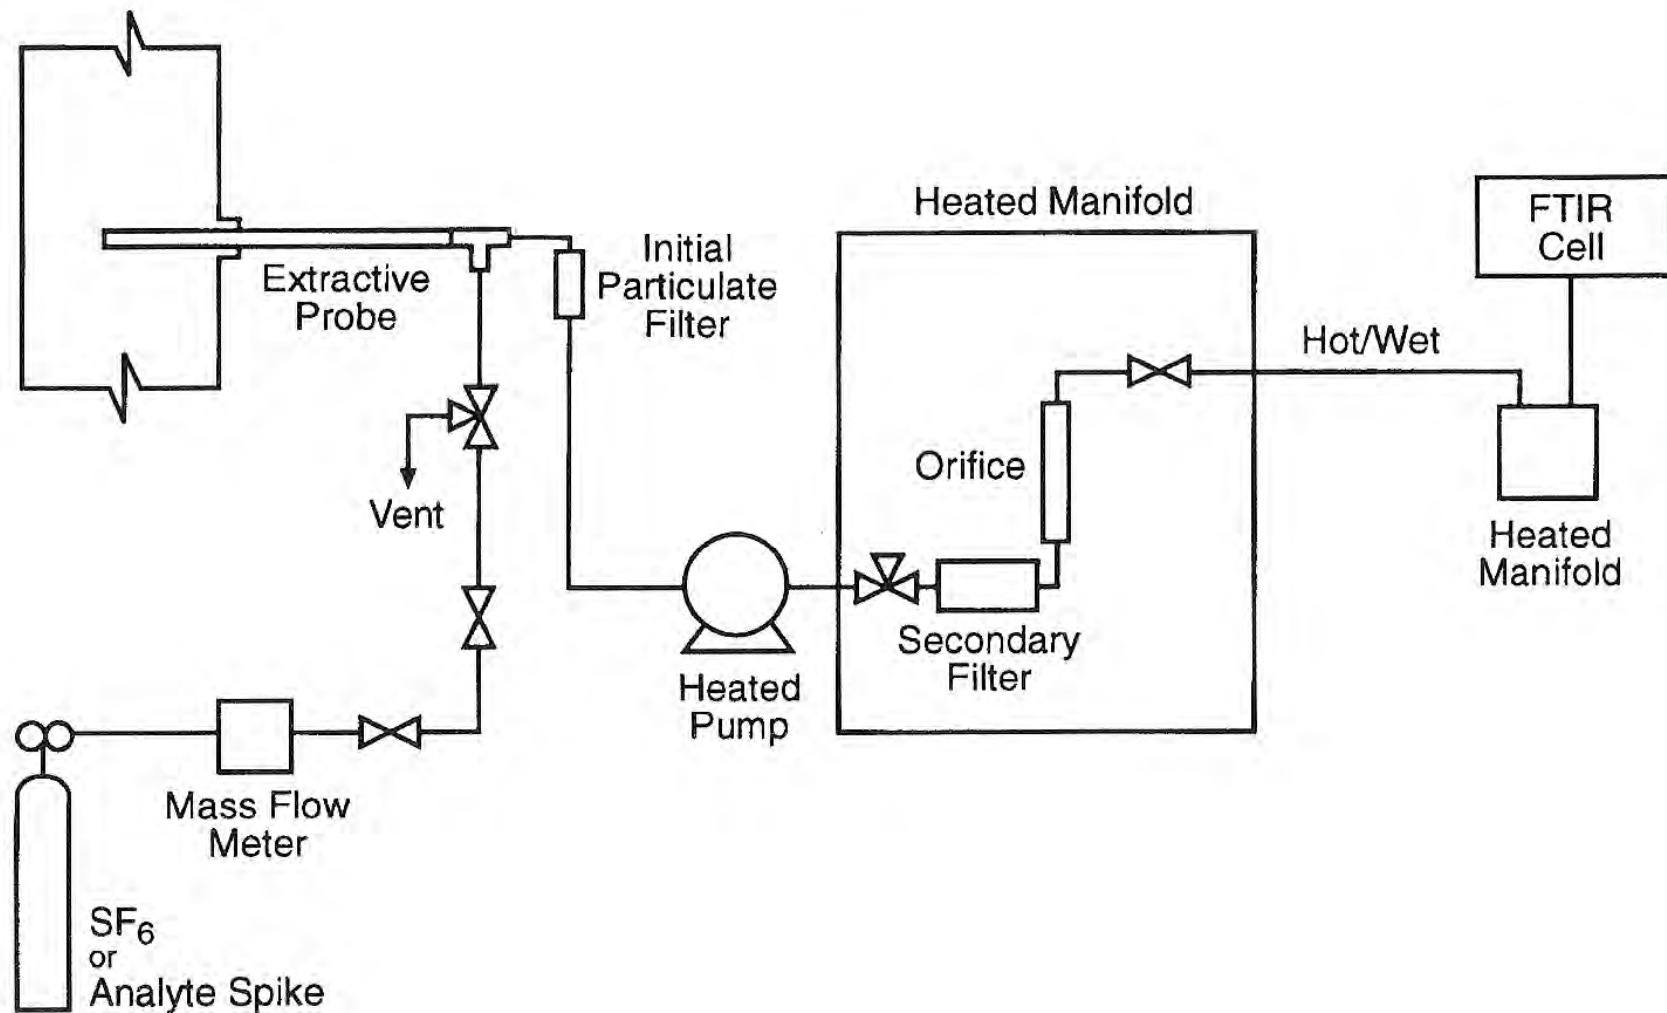 Extractive
Probe
Initial
Particulate
Filter
Vent
Mass Flow
Meter
SF6
or
Analyte Spike
Heated
Pump
Heated Manifold
Orifice
Secondary
Filter
Hot/Wet
FTIR
Cell
Heated
Manifold